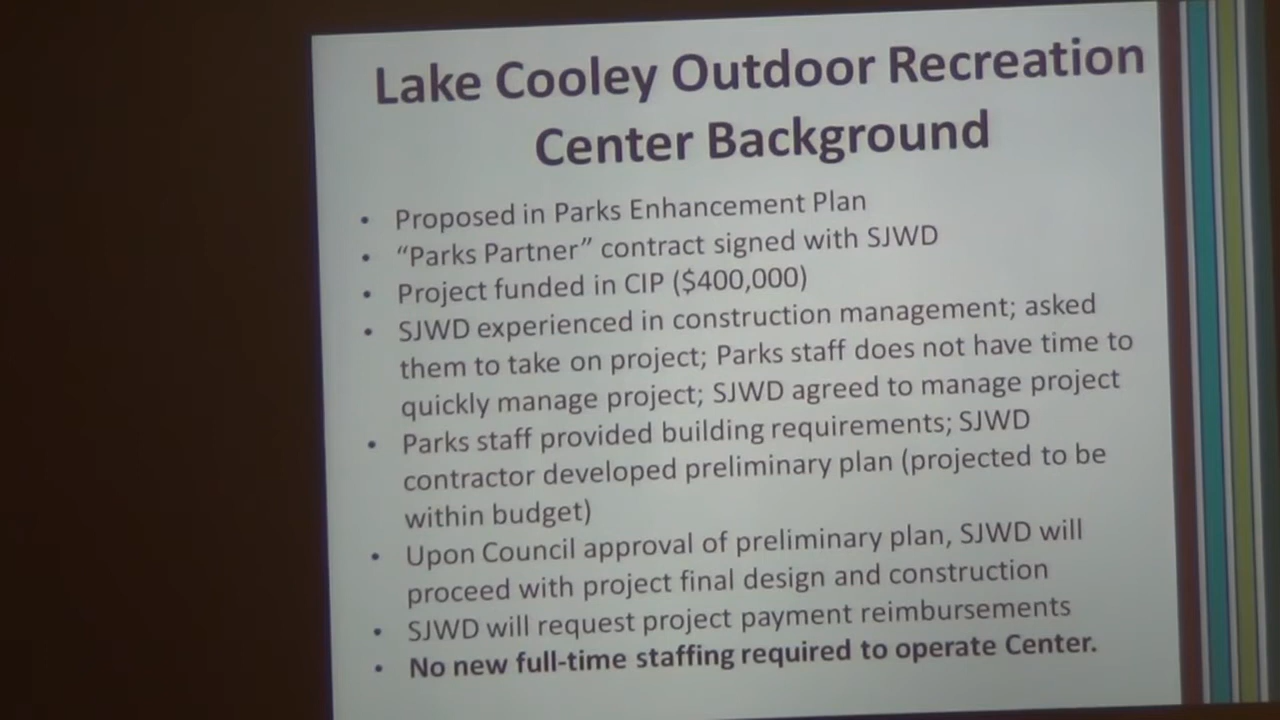 Lake Cooley Outdoor Recreation
Center Background
• Proposed in Parks Enhancement Plan
• “Parks Partner” contract signed with SJWD
• Project funded in CIP ($400,000)
• SJWD experienced in construction management; asked
them to take on project; Parks staff does not have time to
quickly manage project; SJWD agreed to manage project
• Parks staff provided building requirements; SJWD
contractor developed preliminary plan (projected to be
within budget)
• Upon Council approval of preliminary plan, SJWD will
proceed with project final design and construction
• SJWD will request project payment reimbursements
• No new full-time staffing required to operate Center.